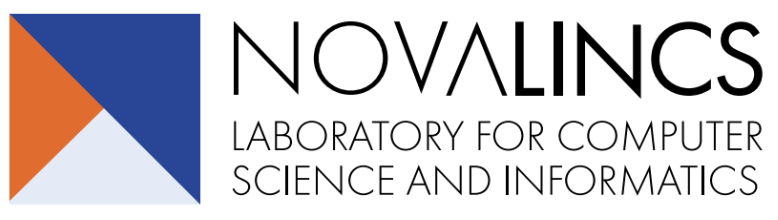 NOVALINCS
LABORATORY FOR COMPUTER
SCIENCE AND INFORMATICS